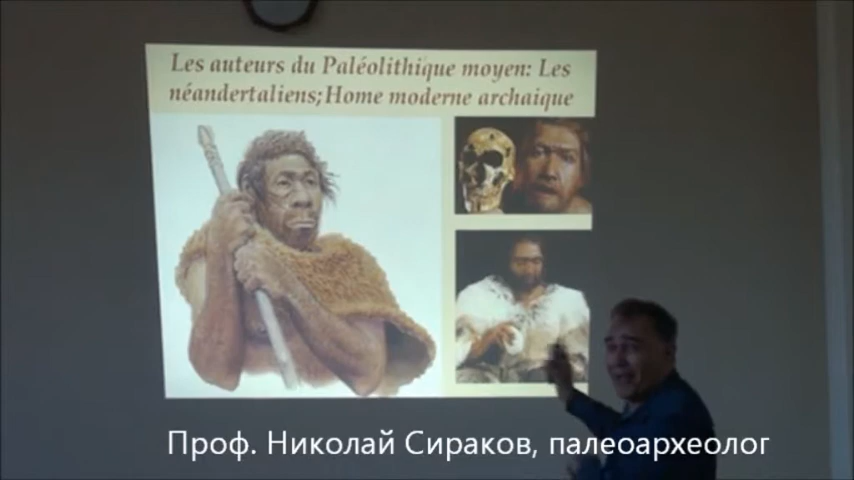 Les auteurs du Paléolithique moyen: Les
néandertaliens;Home moderne archaique
Проф. Николай Сираков, палеоархеолог